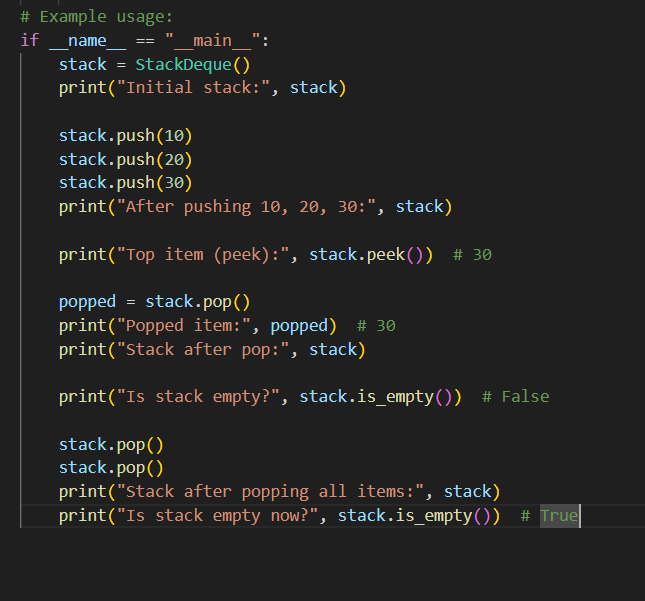 # Example usage:
if __name__ == "__main__":
    stack = StackDeque()
    print("Initial stack:", stack)

    stack.push(10)
    stack.push(20)
    stack.push(30)
    print("After pushing 10, 20, 30:", stack)

    print("Top item (peek):", stack.peek())  # 30

    popped = stack.pop()
    print("Popped item:", popped)  # 30
    print("Stack after pop:", stack)

    print("Is stack empty?", stack.is_empty())  # False

    stack.pop()
    stack.pop()
    print("Stack after popping all items:", stack)
    print("Is stack empty now?", stack.is_empty())  # True